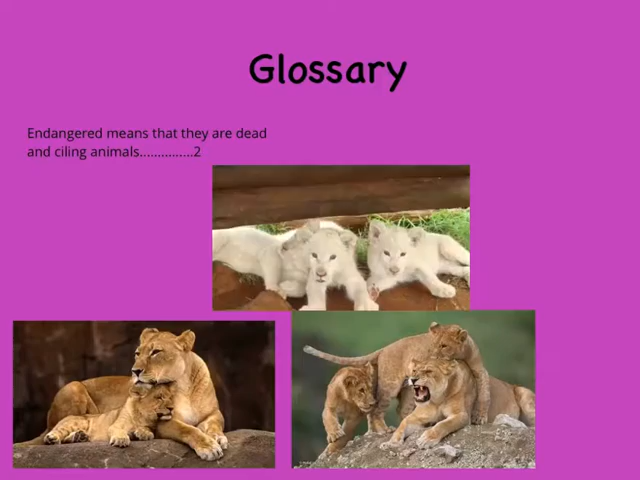 Glossary
Endangered means that they are dead
and ciling animals...............2